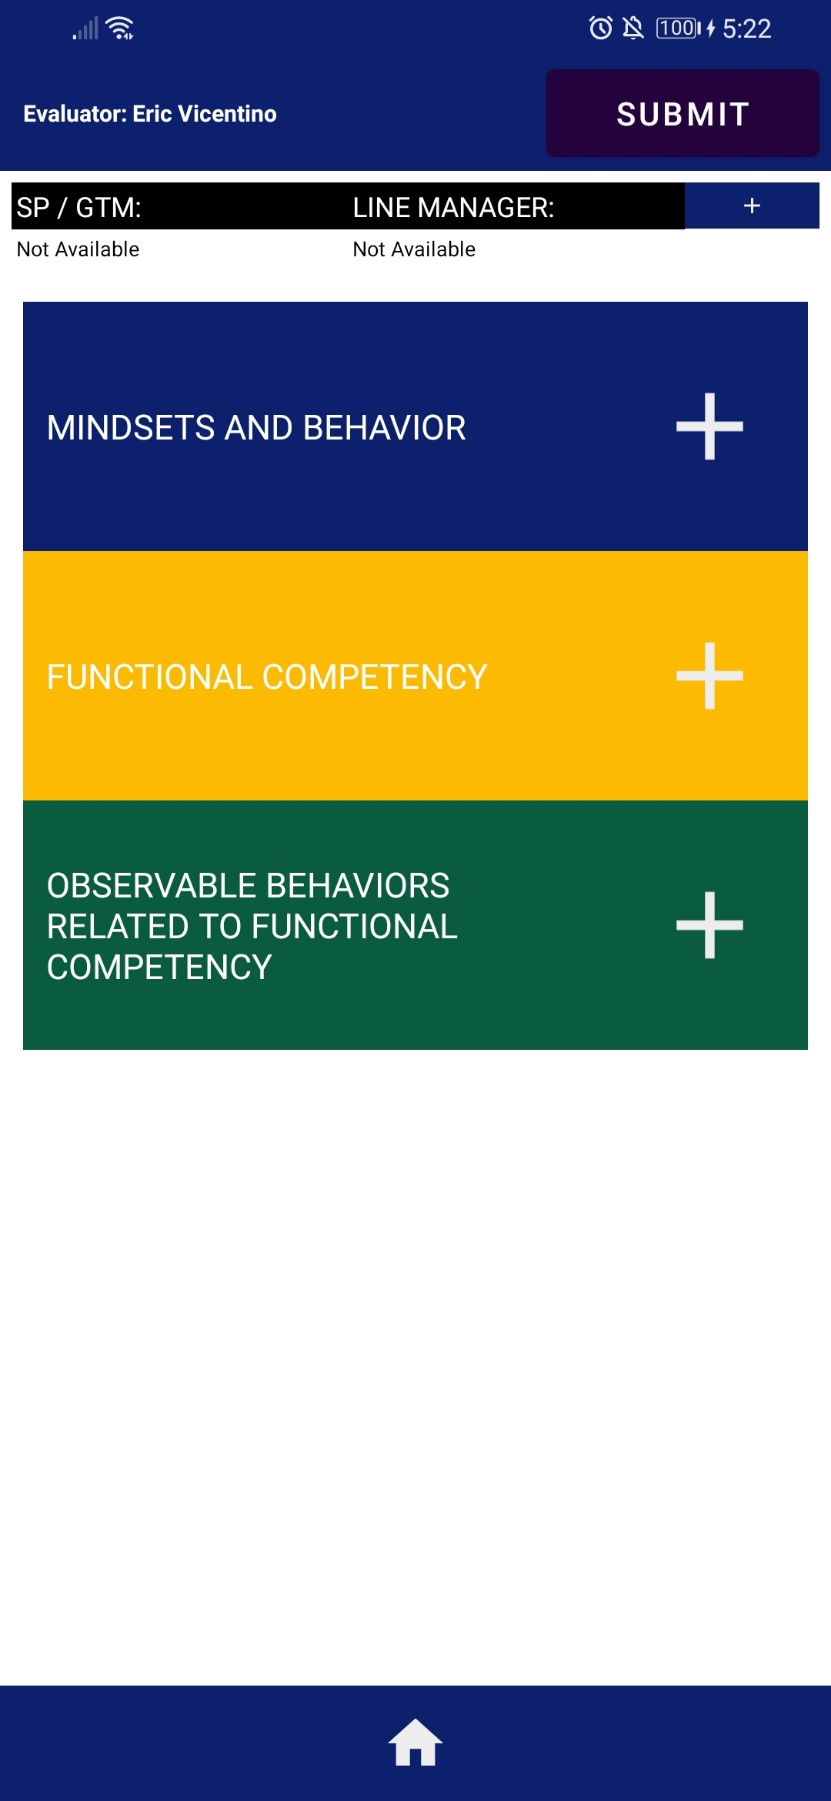 100 5:22
Evaluator: Eric Vicentino
SUBMIT
SP / GTM: LINE MANAGER: +
Not Available Not Available
MINDSETS AND BEHAVIOR
FUNCTIONAL COMPETENCY
OBSERVABLE BEHAVIORS
RELATED TO FUNCTIONAL
COMPETENCY